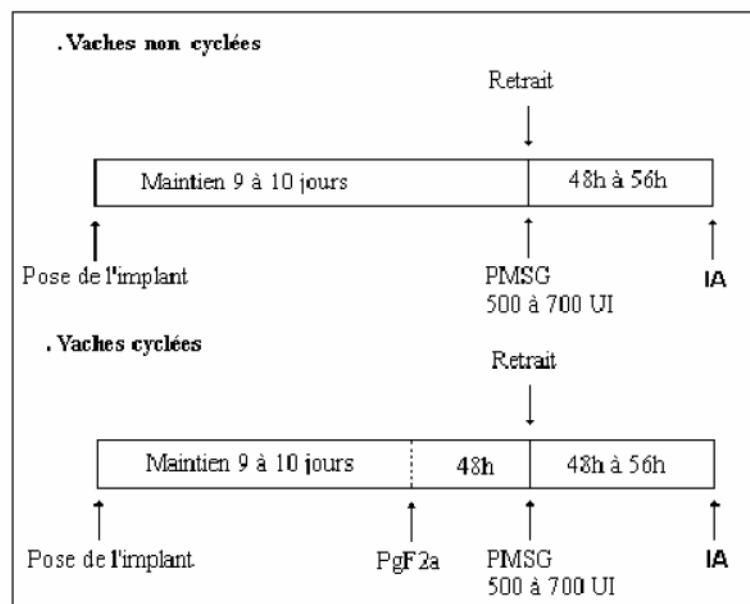 . Vaches non cyclées
Retrait
Maintien 9 à 10 jours
48h à 56h
Pose de l'implant
PMSG
500 à 700 UI
IA
. Vaches cyclées
Retrait
Maintien 9 à 10 jours
48h
48h à 56h
Pose de l'implant
PgF2a
PMSG
500 à 700 UI
IA